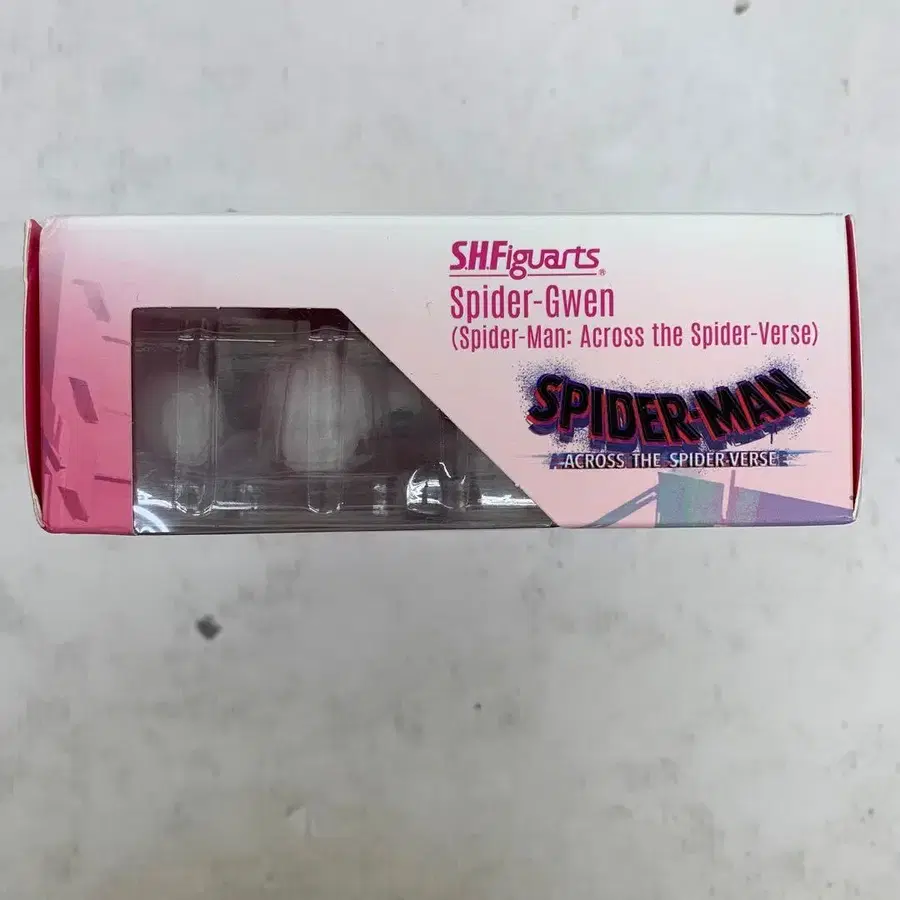 S.H.Figuarts®
Spider-Gwen
(Spider-Man: Across the Spider-Verse)
SPIDER-MAN
ACROSS THE SPIDER-VERSE